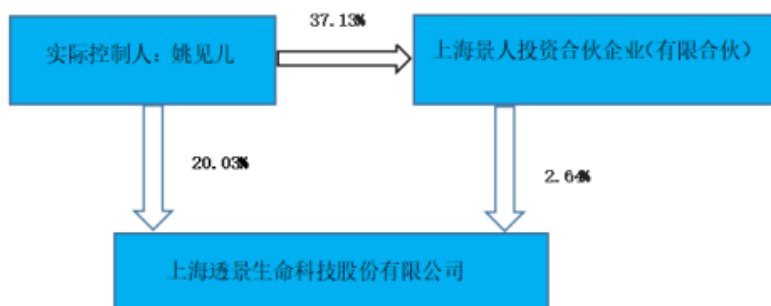 37.13%
实际控制人：姚见儿
上海景人投资合伙企业（有限合伙）
20.03%
2.64%
上海透景生命科技股份有限公司